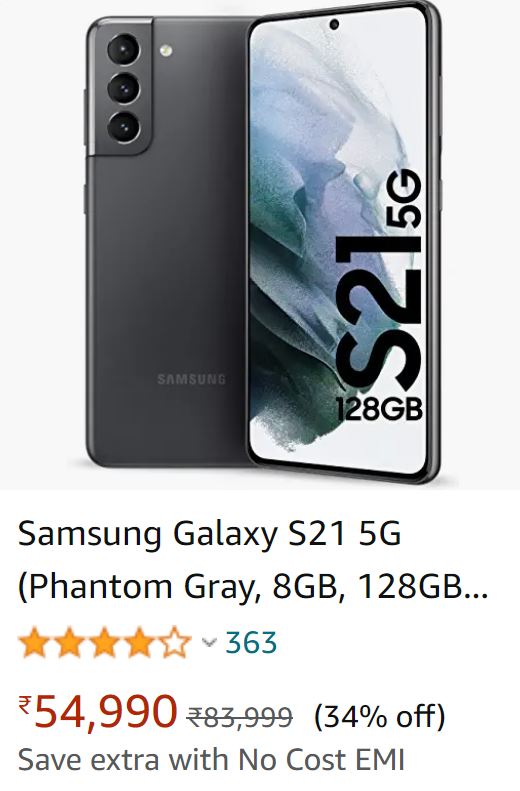 SAMSUNG
S21 5G
128GB
Samsung Galaxy S21 5G
(Phantom Gray, 8GB, 128GB...
363
₹54,990 ₹83,999 (34% off)
Save extra with No Cost EMI